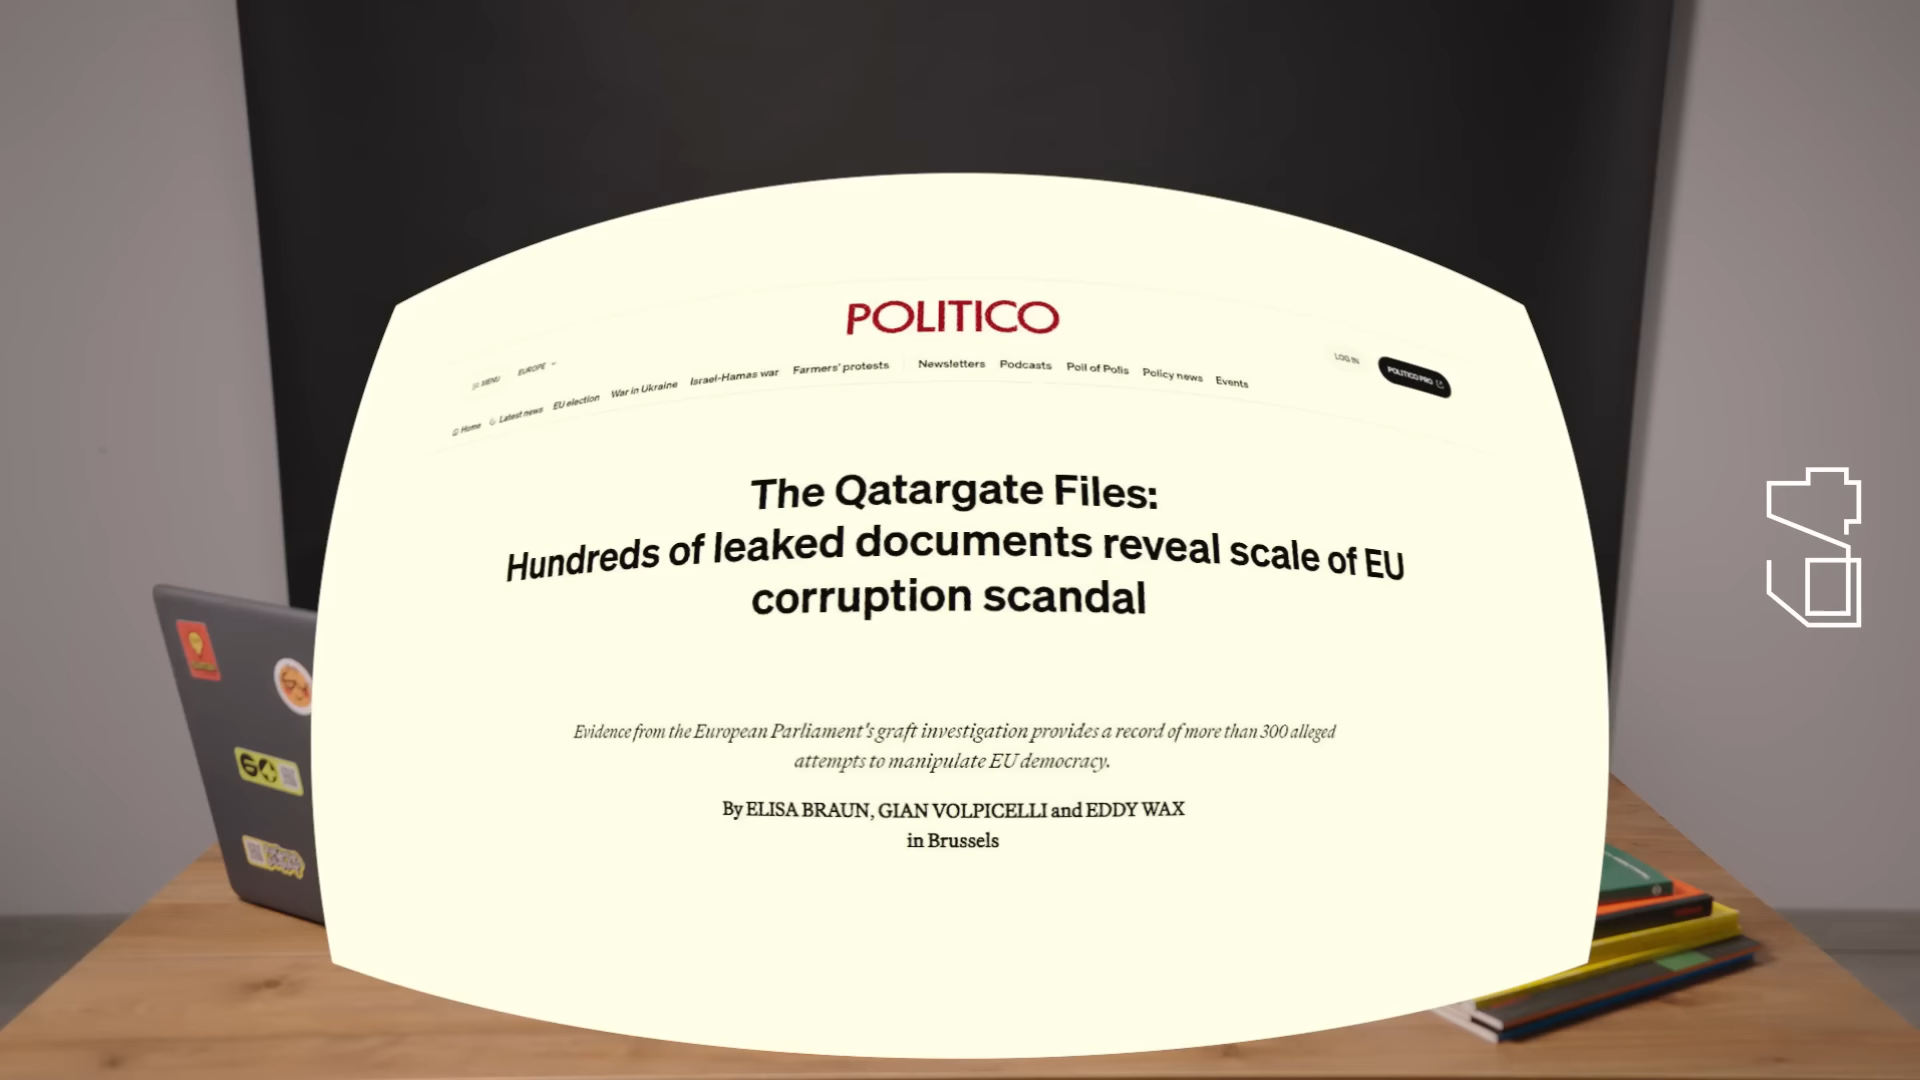 POLITICO
MENU
EUROPE
LOG IN
POLITICO PRO
Home Latest news EU election War in Ukraine Israel-Hamas war Farmers' protests Newsletters Podcasts Poll of Polls Policy news Events
The Qatargate Files:
Hundreds of leaked documents reveal scale of EU
corruption scandal
Evidence from the European Parliament's graft investigation provides a record of more than 300 alleged
attempts to manipulate EU democracy.
By ELISA BRAUN, GIAN VOLPICELLI and EDDY WAX
in Brussels
64